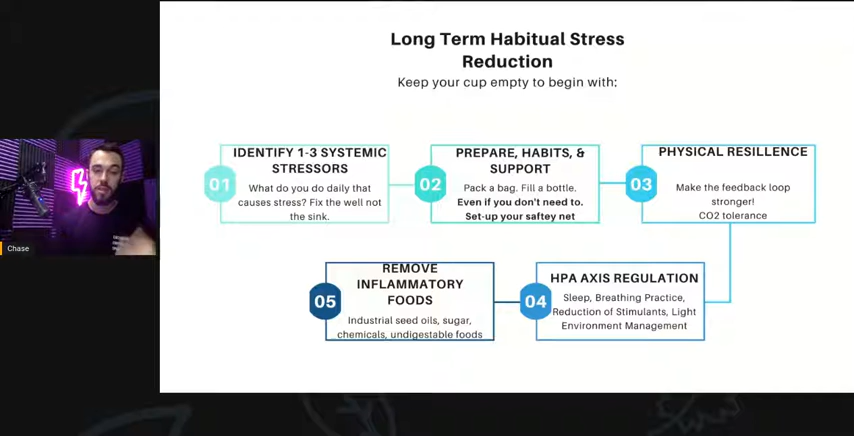 Long Term Habitual Stress
Reduction
Keep your cup empty to begin with:
01
IDENTIFY 1-3 SYSTEMIC
STRESSORS
What do you do daily that
causes stress? Fix the well not
the sink.
02
PREPARE, HABITS, &
SUPPORT
Pack a bag. Fill a bottle.
Even if you don't need to.
Set-up your saftey net
03
PHYSICAL RESILLENCE
Make the feedback loop
stronger!
CO2 tolerance
04
HPA AXIS REGULATION
Sleep, Breathing Practice,
Reduction of Stimulants, Light
Environment Management
05
REMOVE
INFLAMMATORY
FOODS
Industrial seed oils, sugar,
chemicals, undigestable foods
Chase